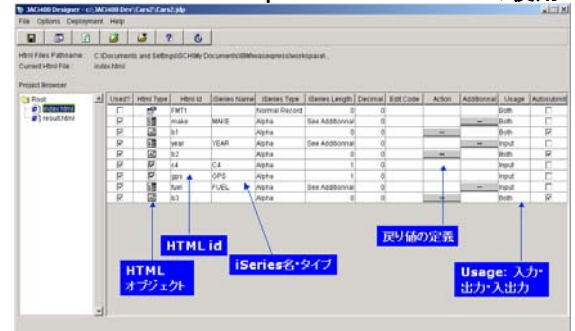 JACi400 Designer - c:\JACi400 Dev\Cars2\Cars2.jdp
File Options Deployment Help
Html Files Pathname C:\Documents and Settings\SCH\My Documents\IBM\wasexpress\workspace\..
Current Html File : index.html
Project Browser
Root
index.html
result.html
Used? Html Type Html Id iSeries Name iSeries Type iSeries Length Decimal Edit Code Action Additionnal Usage Autosubmit
FMT1 Normal Record 0 0
make MAKE Alpha See Additionnal 0 Both
b1 Alpha 0 0 Both
year YEAR Alpha See Additionnal 0 Input
b2 Alpha 0 0 Both
c4 C4 Alpha 1 0 Input
gps GPS Alpha 1 0 Input
fuel FUEL Alpha See Additionnal 0 Input
b3 Alpha 0 0 Both
戻り値の定義
HTML id
iSeries名・タイプ
HTML
オブジェクト
Usage: 入力・
出力・入出力